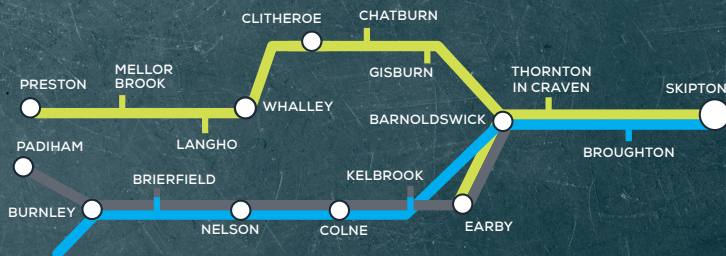 CLITHEROE
CHATBURN
PRESTON
MELLOR
BROOK
GISBURN
THORNTON
IN CRAVEN
SKIPTON
WHALLEY
BARNOLDSWICK
LANGHO
PADIHAM
BROUGHTON
BRIERFIELD
KELBROOK
BURNLEY
NELSON
COLNE
EARBY